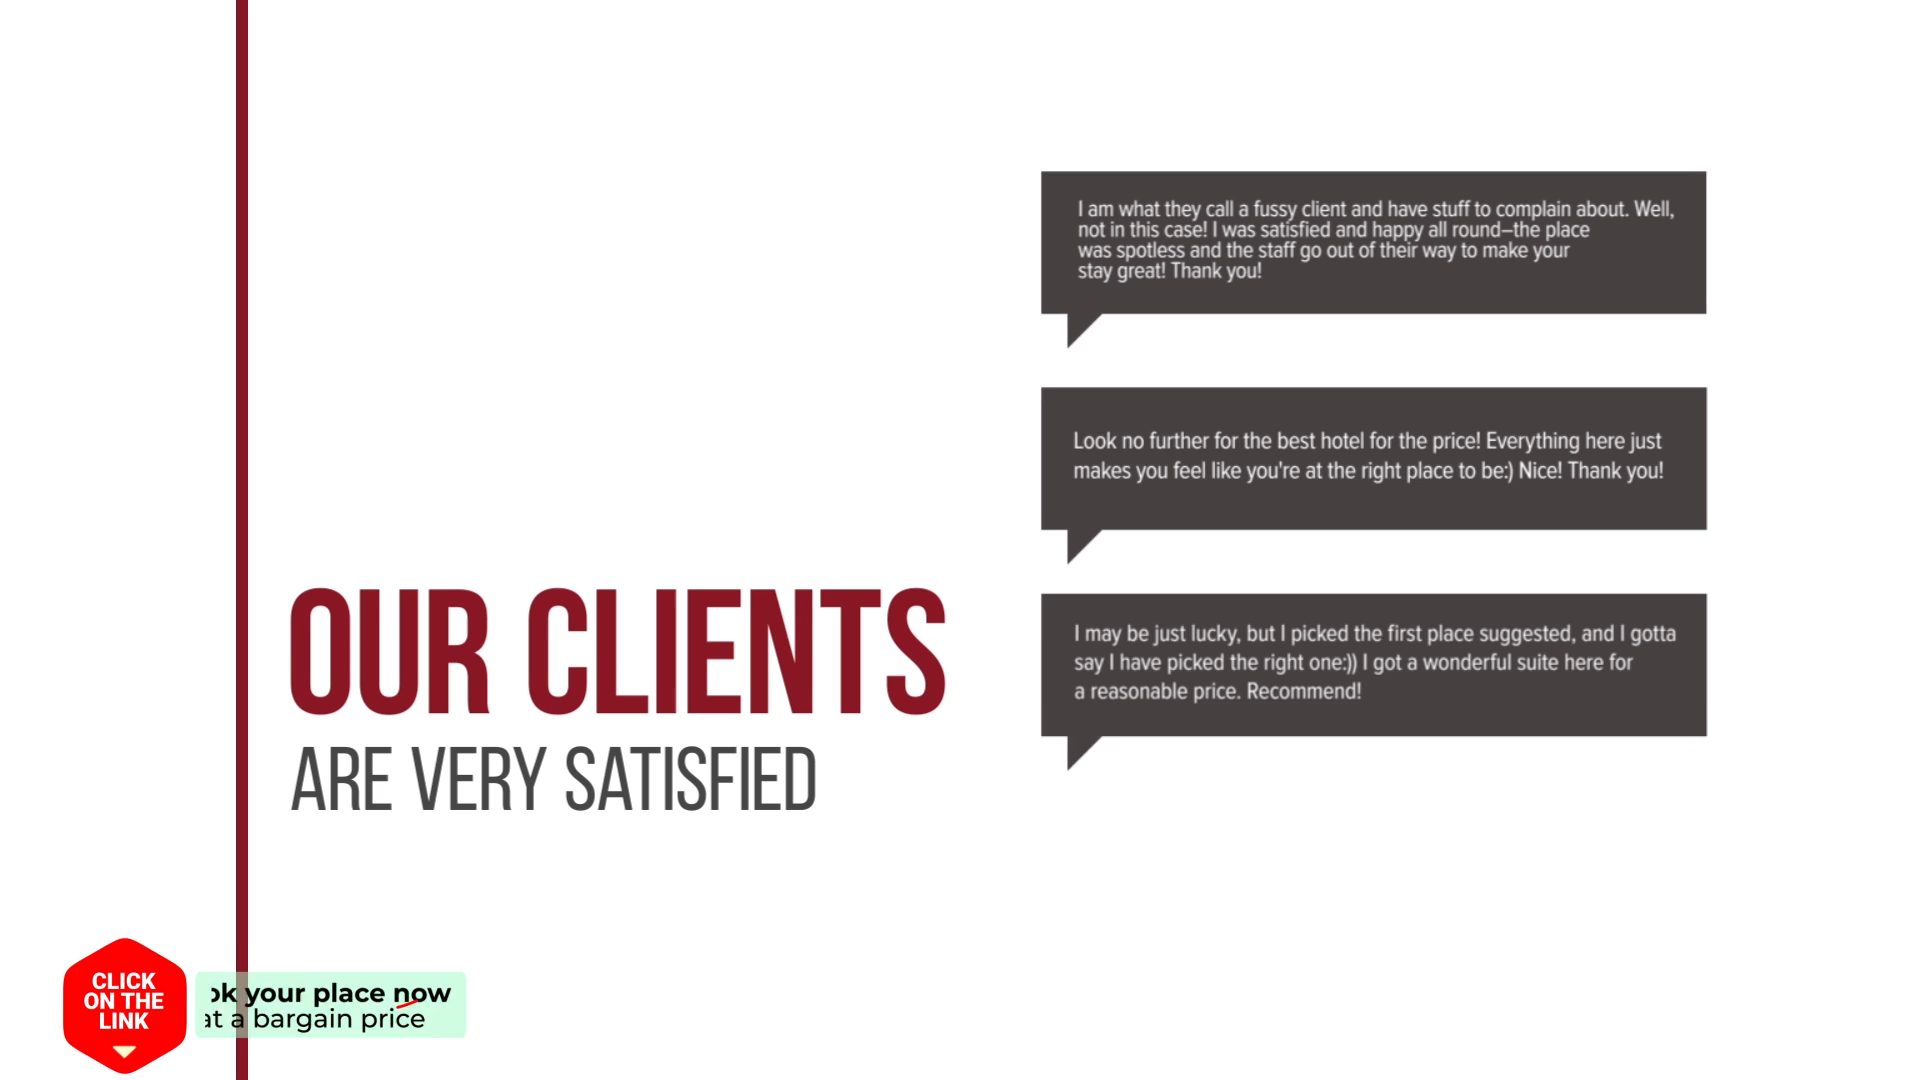 I am what they call a fussy client and have stuff to complain about. Well,
not in this case! I was satisfied and happy all round–the place
was spotless and the staff go out of their way to make your
stay great! Thank you!
Look no further for the best hotel for the price! Everything here just
makes you feel like you're at the right place to be:) Nice! Thank you!
I may be just lucky, but I picked the first place suggested, and I gotta
say I have picked the right one:)) I got a wonderful suite here for
a reasonable price. Recommend!
OUR CLIENTS
ARE VERY SATISFIED
CLICK
ON THE
LINK
your place now
at a bargain price